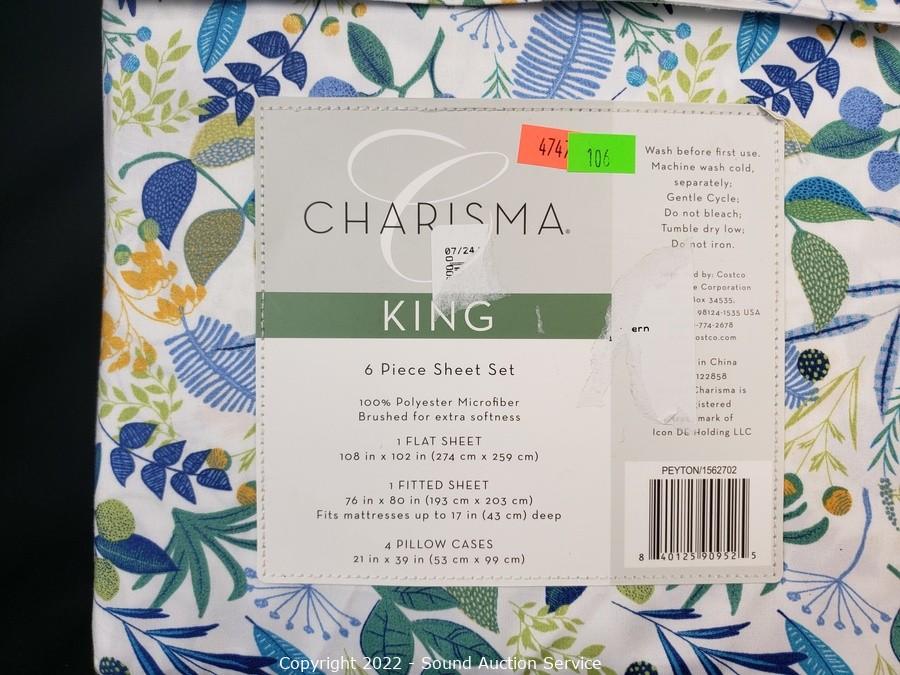 4747
106
CHARISMA
07/24/
KING
6 Piece Sheet Set
100% Polyester Microfiber
Brushed for extra softness
1 FLAT SHEET
108 in x 102 in (274 cm x 259 cm)
1 FITTED SHEET
76 in x 80 in (193 cm x 203 cm)
Fits mattresses up to 17 in (43 cm) deep
4 PILLOW CASES
21 in x 39 in (53 cm x 99 cm)
Wash before first use.
Machine wash cold,
separately;
Gentle Cycle;
Do not bleach;
Tumble dry low;
Do not iron.
d by: Costco
e Corporation
ox 34535,
98124-1535 USA
-774-2678
ostco.com
ern
in China
122858
Charisma is
istered
mark of
Icon DE Holding LLC
PEYTON/1562702
8 40125 90952 5
Copyright 2022 - Sound Auction Service